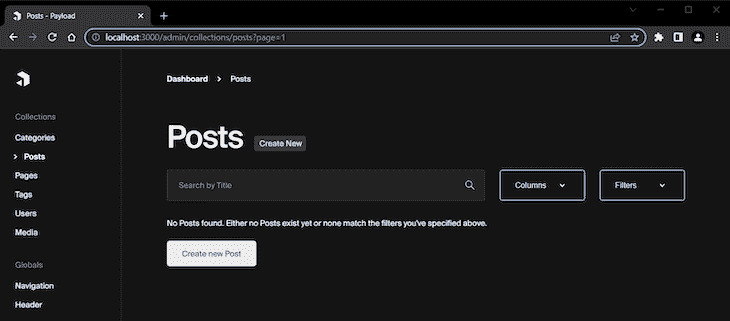 Posts - Payload
localhost:3000/admin/collections/posts?page=1
Dashboard > Posts
Collections
Categories
Posts
Pages
Tags
Users
Media
Globals
Navigation
Header
Posts
Create New
Search by Title
Columns
Filters
No Posts found. Either no Posts exist yet or none match the filters you've specified above.
Create new Post